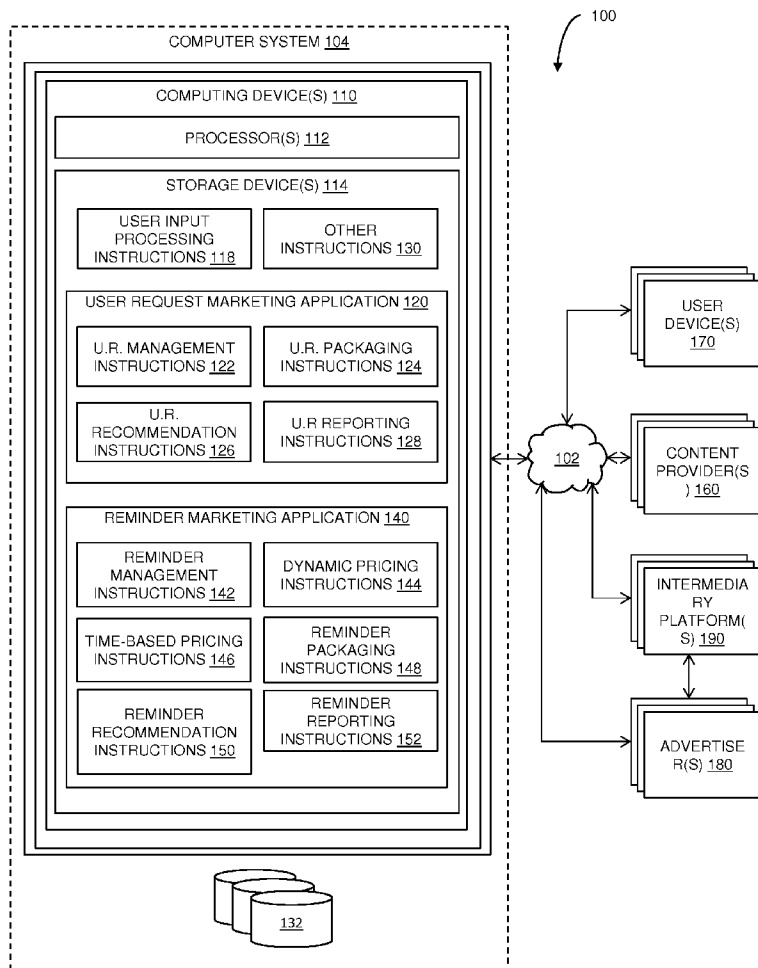 COMPUTER SYSTEM 104
100
COMPUTING DEVICE(S) 110
PROCESSOR(S) 112
STORAGE DEVICE(S) 114
USER INPUT
PROCESSING
INSTRUCTIONS 118
OTHER
INSTRUCTIONS 130
USER REQUEST MARKETING APPLICATION 120
U.R. MANAGEMENT
INSTRUCTIONS 122
U.R. PACKAGING
INSTRUCTIONS 124
U.R.
RECOMMENDATION
INSTRUCTIONS 126
U.R REPORTING
INSTRUCTIONS 128
REMINDER MARKETING APPLICATION 140
REMINDER
MANAGEMENT
INSTRUCTIONS 142
DYNAMIC PRICING
INSTRUCTIONS 144
TIME-BASED PRICING
INSTRUCTIONS 146
REMINDER
PACKAGING
INSTRUCTIONS 148
REMINDER
RECOMMENDATION
INSTRUCTIONS 150
REMINDER
REPORTING
INSTRUCTIONS 152
132
102
USER
DEVICE(S)
170
CONTENT
PROVIDER(S
) 160
INTERMEDIA
RY
PLATFORM(
S) 190
ADVERTISE
R(S) 180